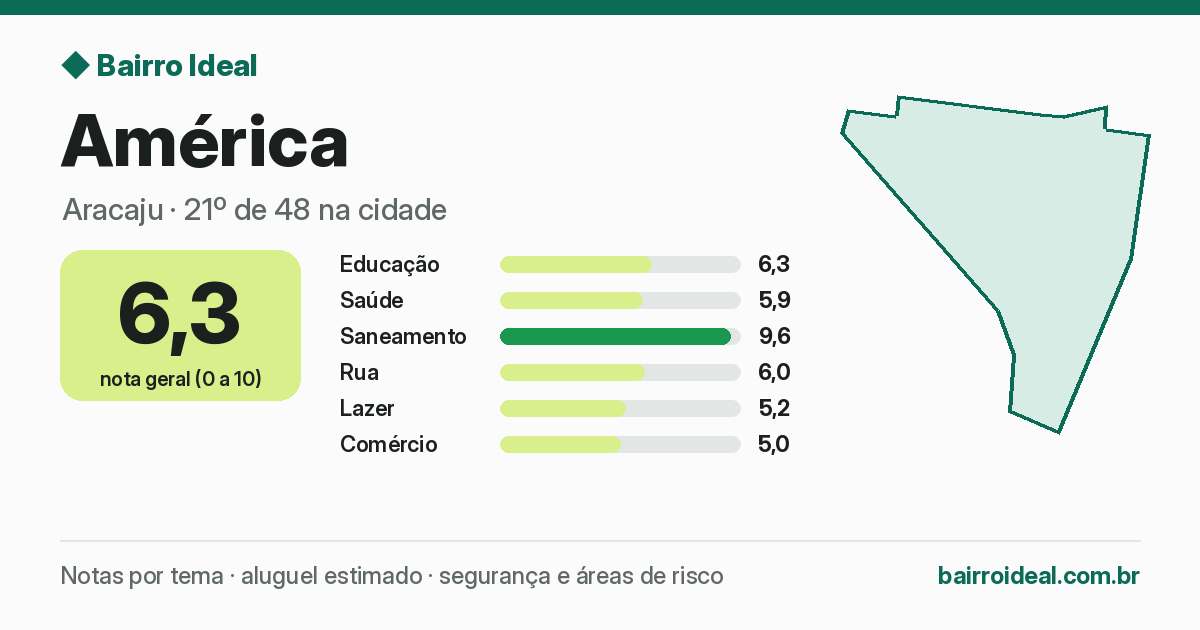 Bairro Ideal
América
Aracaju · 21º de 48 na cidade
6,3
nota geral (0 a 10)
Educação 6,3
Saúde 5,9
Saneamento 9,6
Rua 6,0
Lazer 5,2
Comércio 5,0
Notas por tema · aluguel estimado · segurança e áreas de risco
bairroideal.com.br